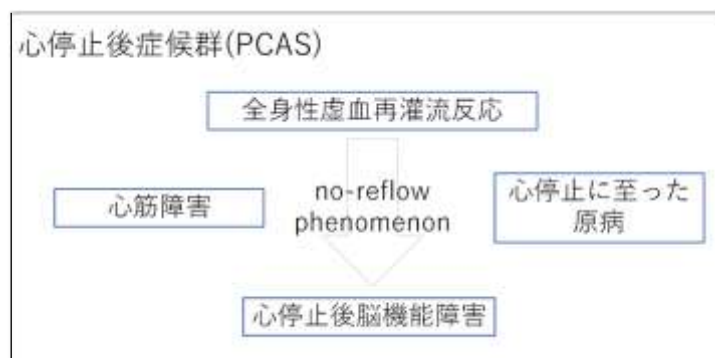 心停止後症候群(PCAS)
全身性虚血再灌流反応
心筋障害
no-reflow
phenomenon
心停止に至った
原病
心停止後脳機能障害